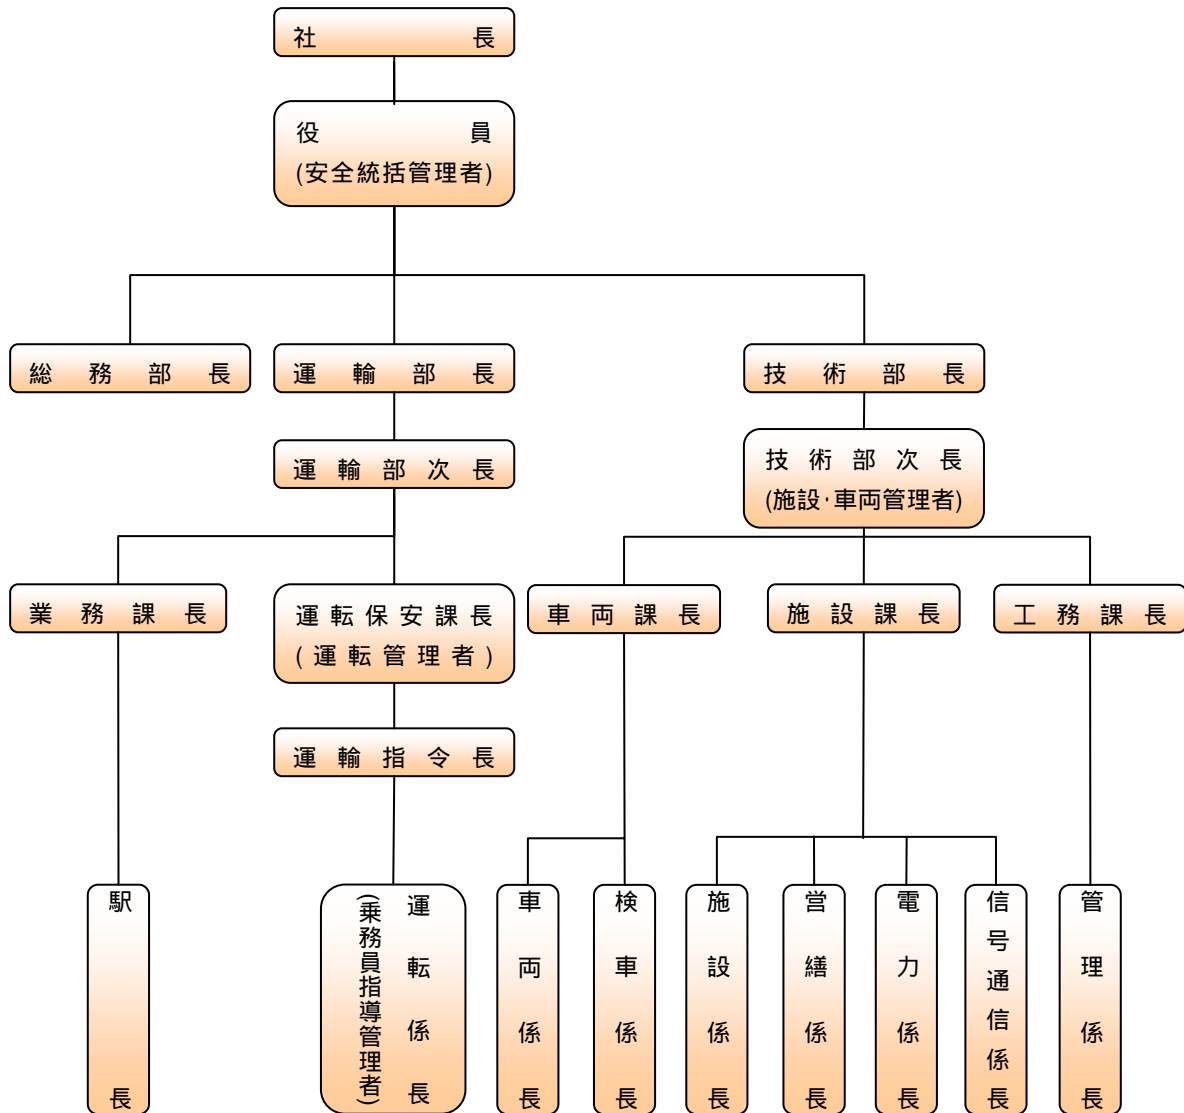 社長
役員
(安全統括管理者)
総務部長
運輸部長
技術部長
運輸部次長
技術部次長
(施設·車両管理者)
業務課長
運転保安課長
(運転管理者)
車両課長
施設課長
工務課長
運輸指令長
駅長
運転係長
(乗務員指導管理者)
車両係長
検車係長
施設係長
営繕係長
電力係長
信号通信係長
管理係長